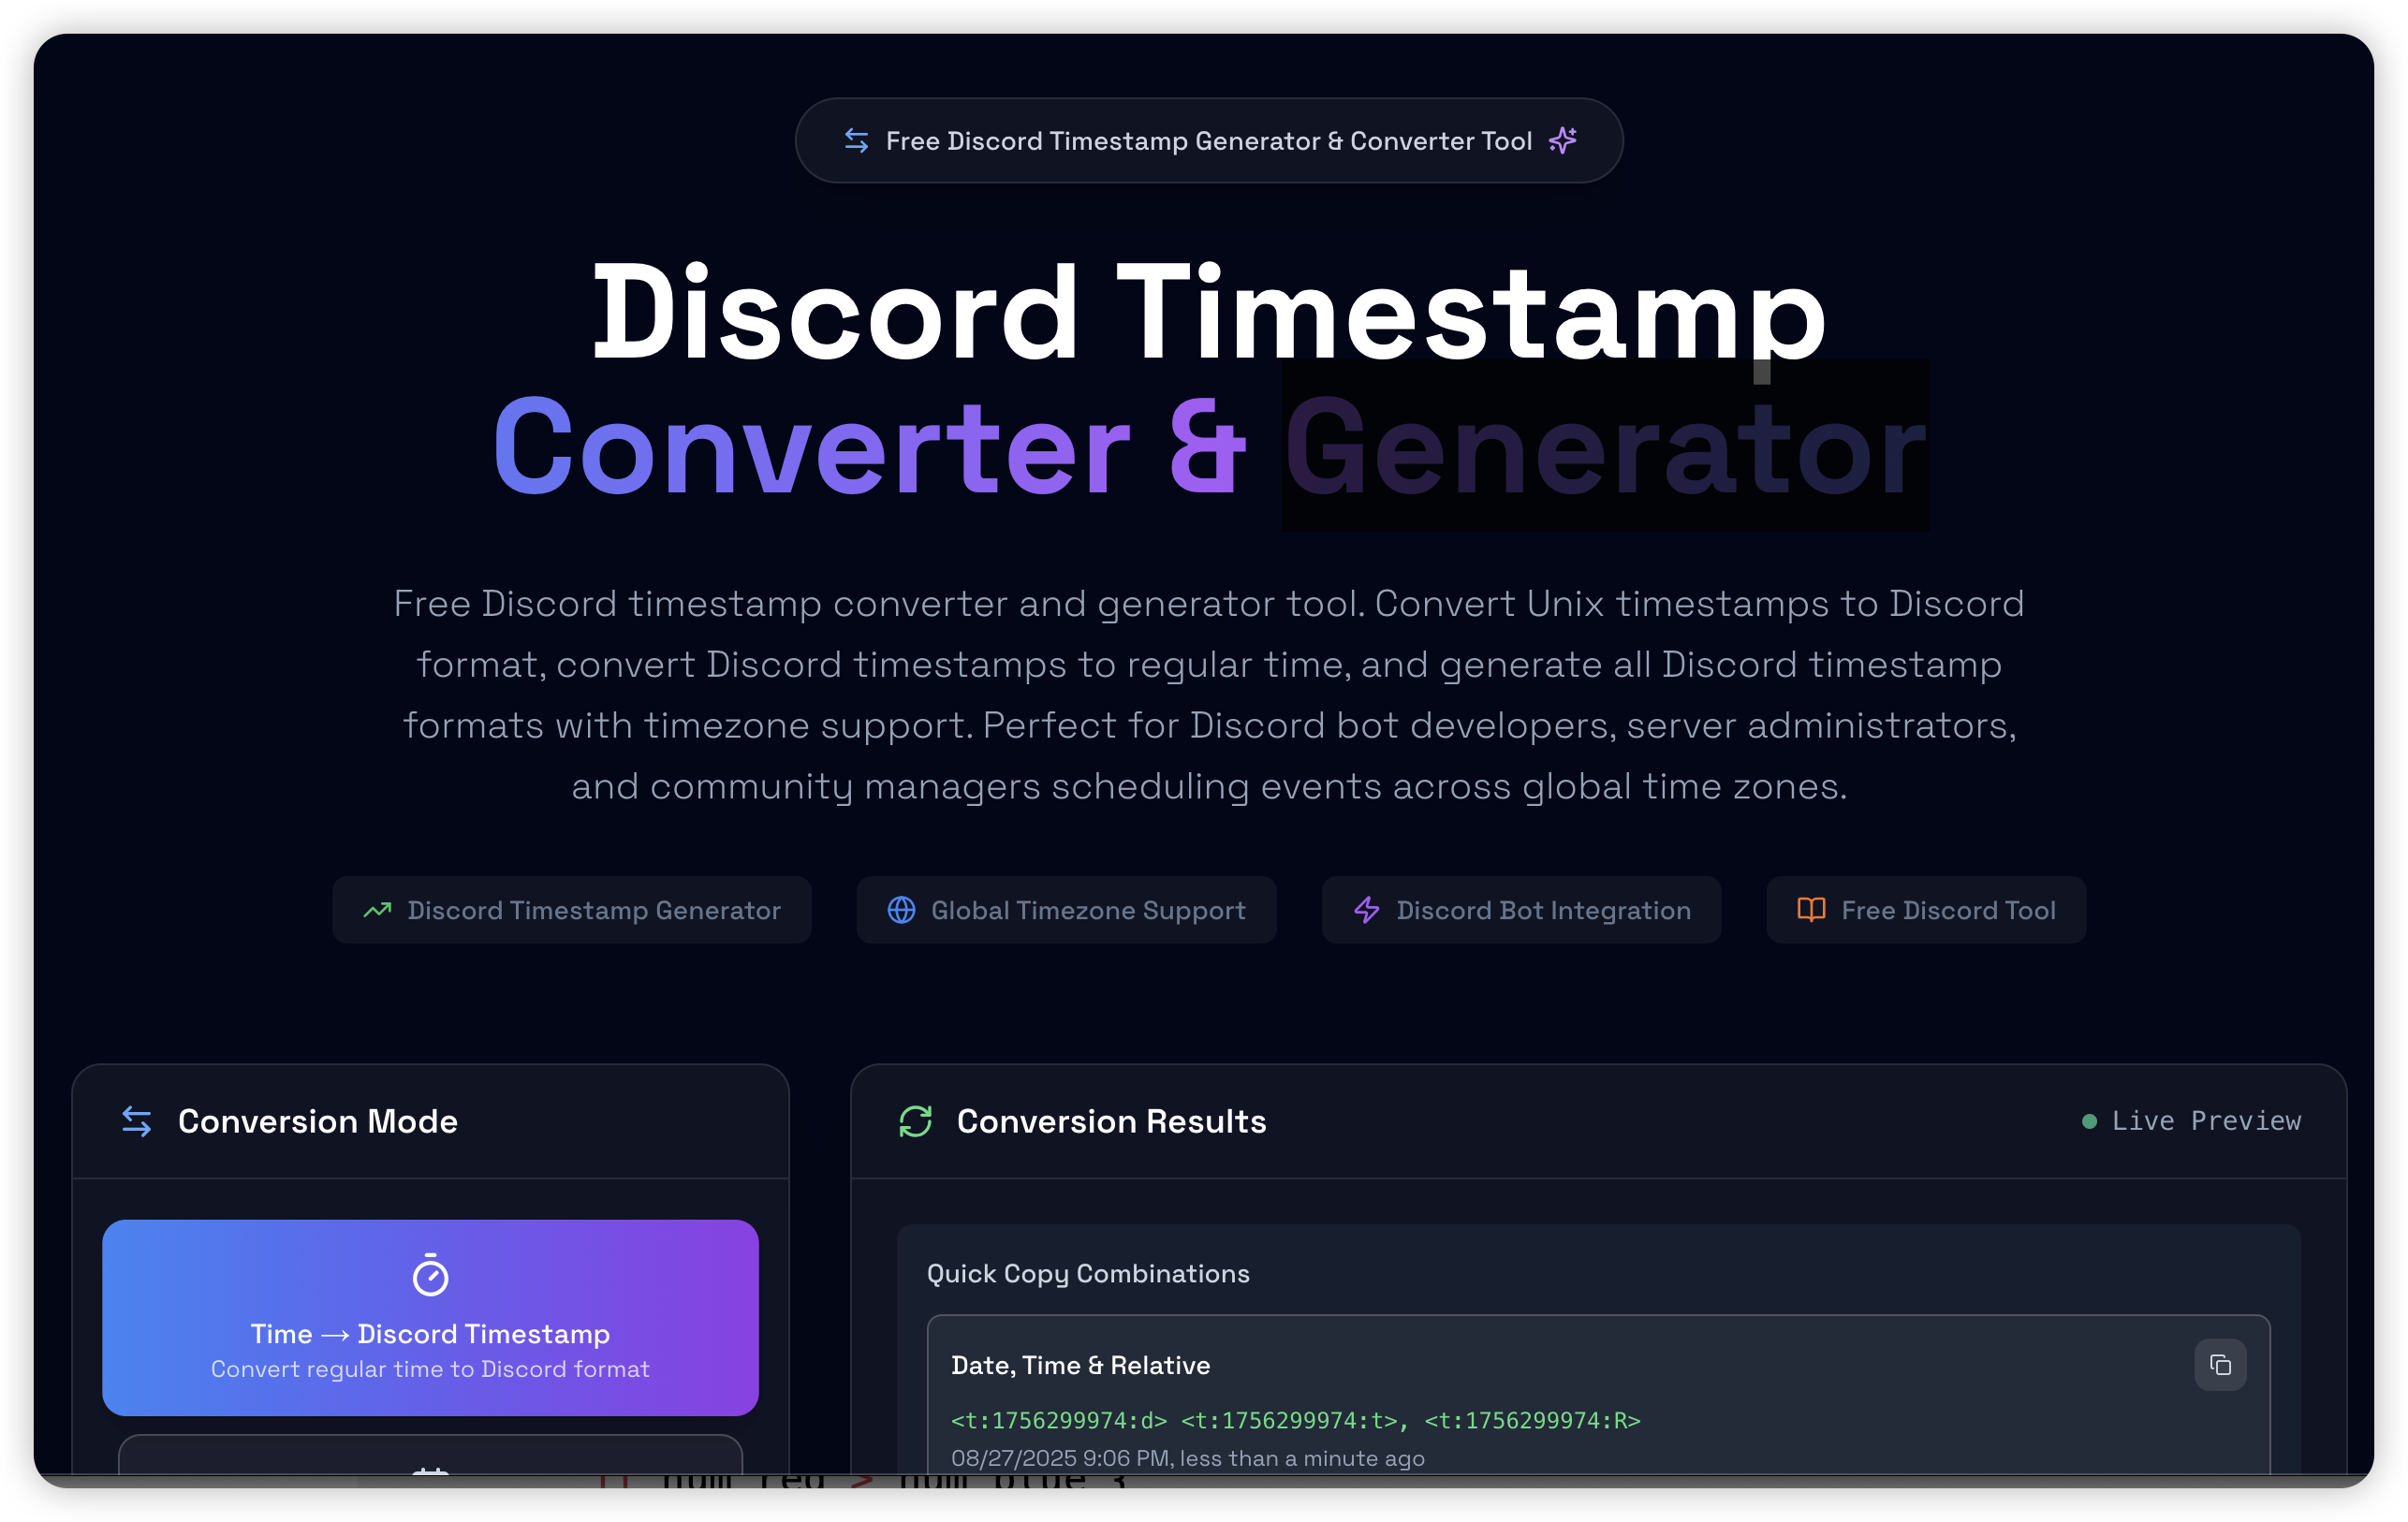 Free Discord Timestamp Generator & Converter Tool
Discord Timestamp
Converter & Generator
Free Discord timestamp converter and generator tool. Convert Unix timestamps to Discord
format, convert Discord timestamps to regular time, and generate all Discord timestamp
formats with timezone support. Perfect for Discord bot developers, server administrators,
and community managers scheduling events across global time zones.
Discord Timestamp Generator
Global Timezone Support
Discord Bot Integration
Free Discord Tool
Conversion Mode
Time → Discord Timestamp
Convert regular time to Discord format
Conversion Results
Live Preview
Quick Copy Combinations
Date, Time & Relative
<t:1756299974:d> <t:1756299974:t>, <t:1756299974:R>
08/27/2025 9:06 PM, less than a minute ago